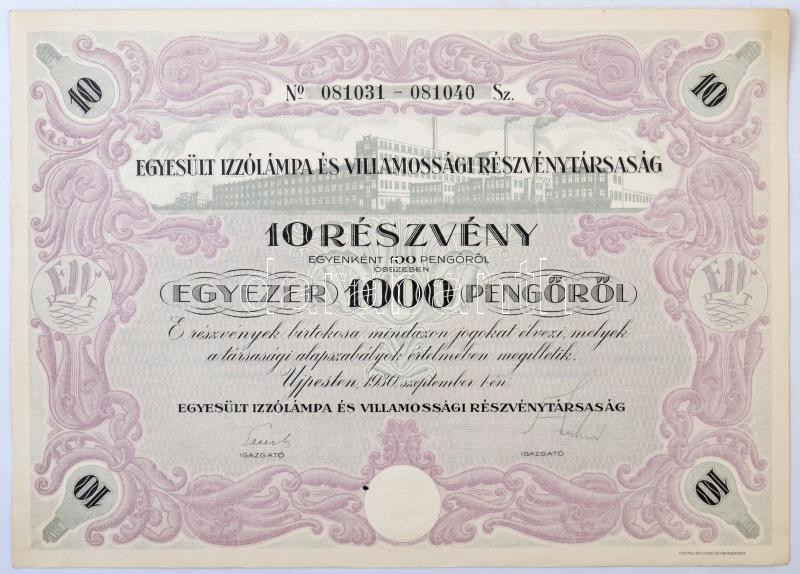 10 10
Nº 081031 - 081040 Sz.
EGYESÜLT IZZÓLÁMPA ÉS VILLAMOSSÁGI RÉSZVÉNYTÁRSASÁG
10 RÉSZVÉNY
EGYENKÉNT 100 PENGŐRŐL
ÖSSZESEN
EGYEZER 1000 PENGŐRŐL
E részvények birtokosa mindazon jogokat élvezi, melyek
a társasági alapszabályok értelmében megilletik.
Ujpesten, 1930. szeptember 1-én.
EGYESÜLT IZZÓLÁMPA ÉS VILLAMOSSÁGI RÉSZVÉNYTÁRSASÁG
IGAZGATÓ IGAZGATÓ
10 10